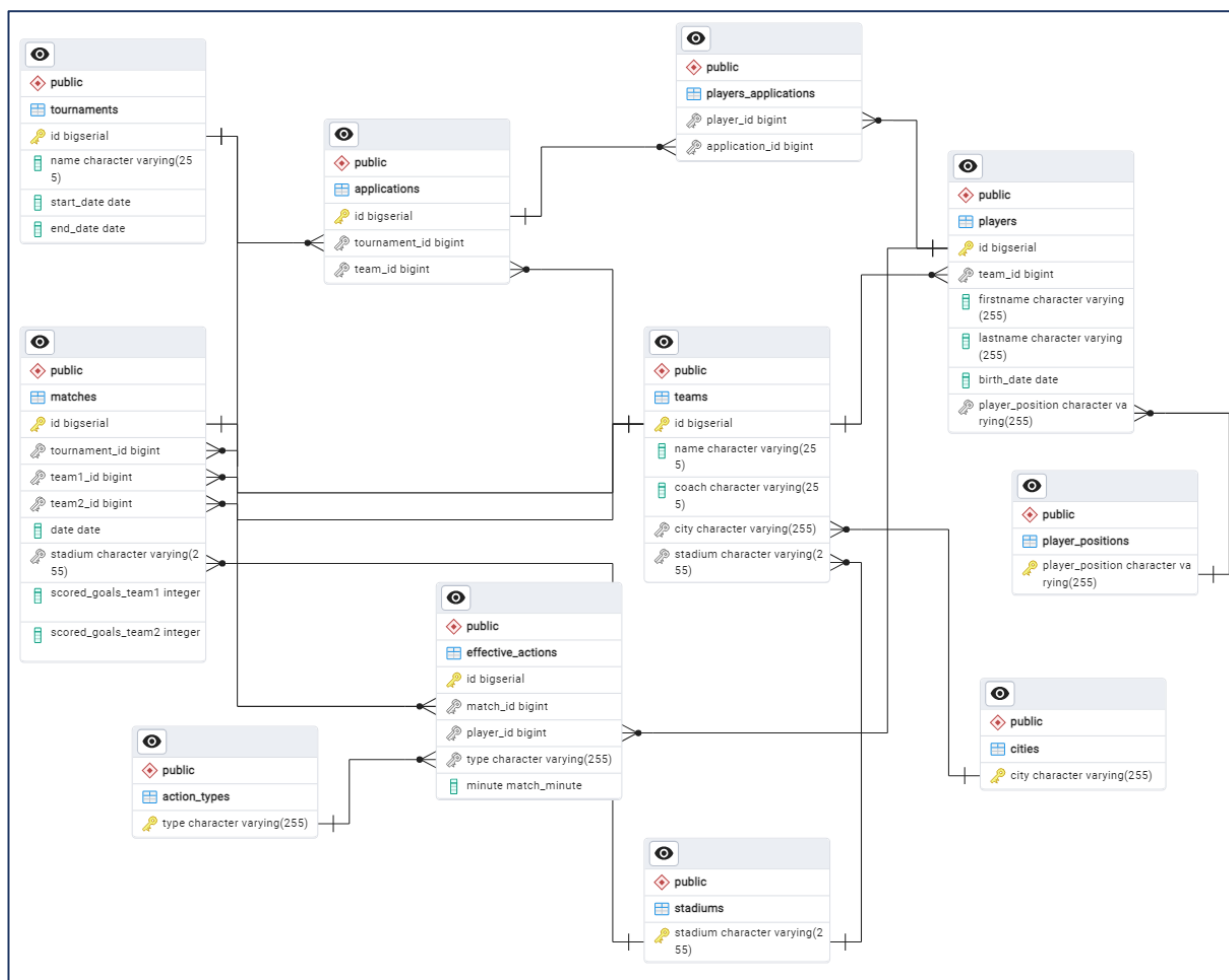 public
tournaments
id bigserial
name character varying(25
5)
start_date date
end_date date
public
applications
id bigserial
tournament_id bigint
team_id bigint
public
players_applications
player_id bigint
application_id bigint
public
players
id bigserial
team_id bigint
firstname character varying
(255)
lastname character varying
(255)
birth_date date
player_position character va
rying(255)
public
matches
id bigserial
tournament_id bigint
team1_id bigint
team2_id bigint
date date
stadium character varying(2
55)
scored_goals_team1 integer
scored_goals_team2 integer
public
teams
id bigserial
name character varying(25
5)
coach character varying(25
5)
city character varying(255)
stadium character varying(2
55)
public
player_positions
player_position character va
rying(255)
public
effective_actions
id bigserial
match_id bigint
player_id bigint
type character varying(255)
minute match_minute
public
cities
city character varying(255)
public
action_types
type character varying(255)
public
stadiums
stadium character varying(2
55)